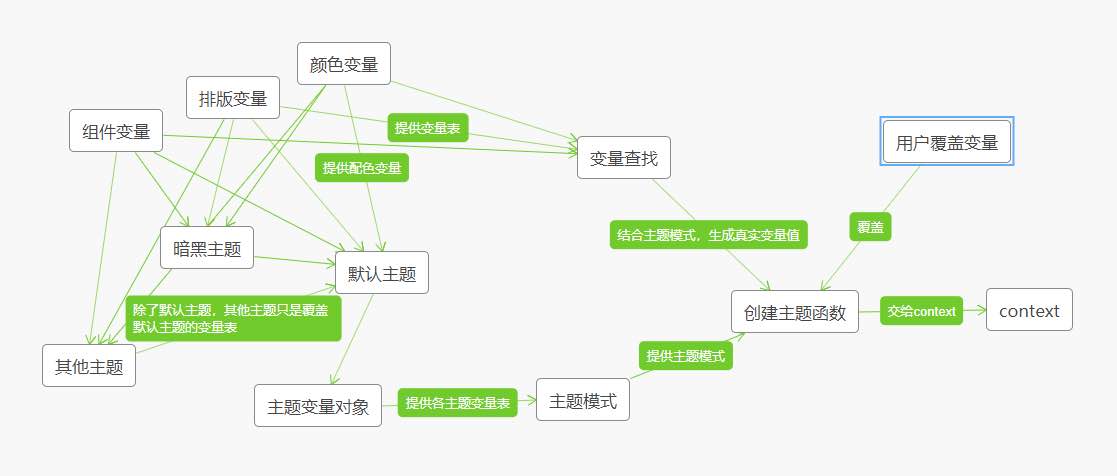 颜色变量
排版变量
组件变量
提供变量表
用户覆盖变量
变量查找
提供配色变量
结合主题模式，生成真实变量值
覆盖
暗黑主题
默认主题
除了默认主题，其他主题只是覆盖
默认主题的变量表
创建主题函数
交给context
context
提供主题模式
其他主题
主题变量对象
提供各主题变量表
主题模式